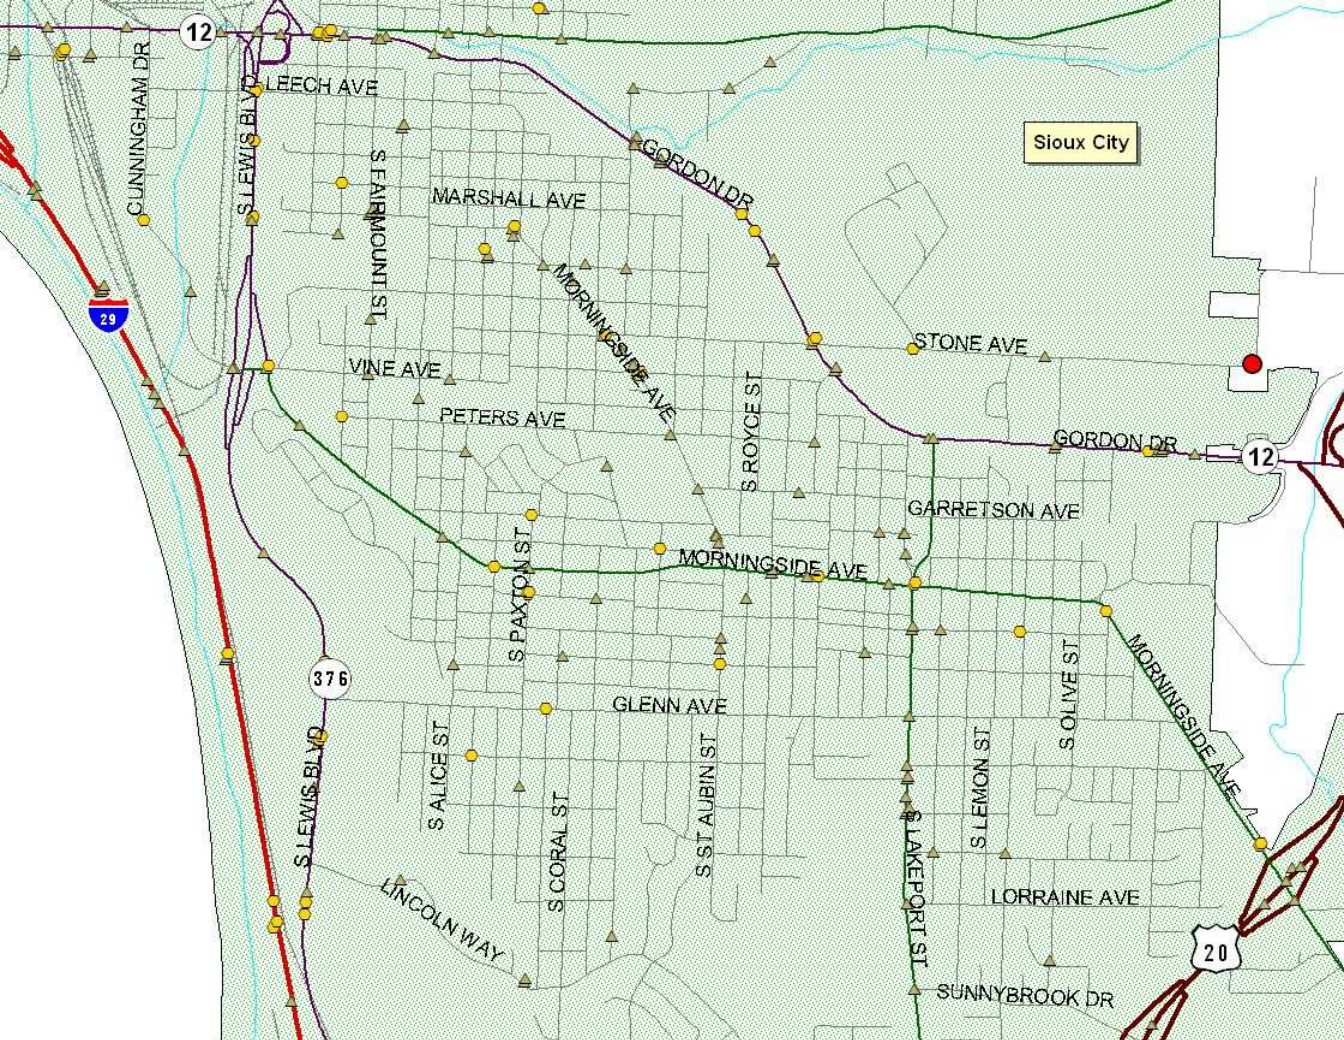 12
CUNNINGHAM DR
S LEWIS BLVD
LEECH AVE
S FAIRMOUNT ST
MARSHALL AVE
GORDON DR
Sioux City
MORNINGSIDE AVE
29
STONE AVE
VINE AVE
PETERS AVE
S ROYCE ST
GORDON DR
12
GARRETSON AVE
S PAXTON ST
MORNINGSIDE AVE
376
GLENN AVE
S OLIVE ST
MORNINGSIDE AVE
S LEWIS BLVD
S ALICE ST
S CORAL ST
S ST AUBIN ST
S LEMON ST
S LAKEPORT ST
LINCOLN WAY
LORRAINE AVE
20
SUNNYBROOK DR